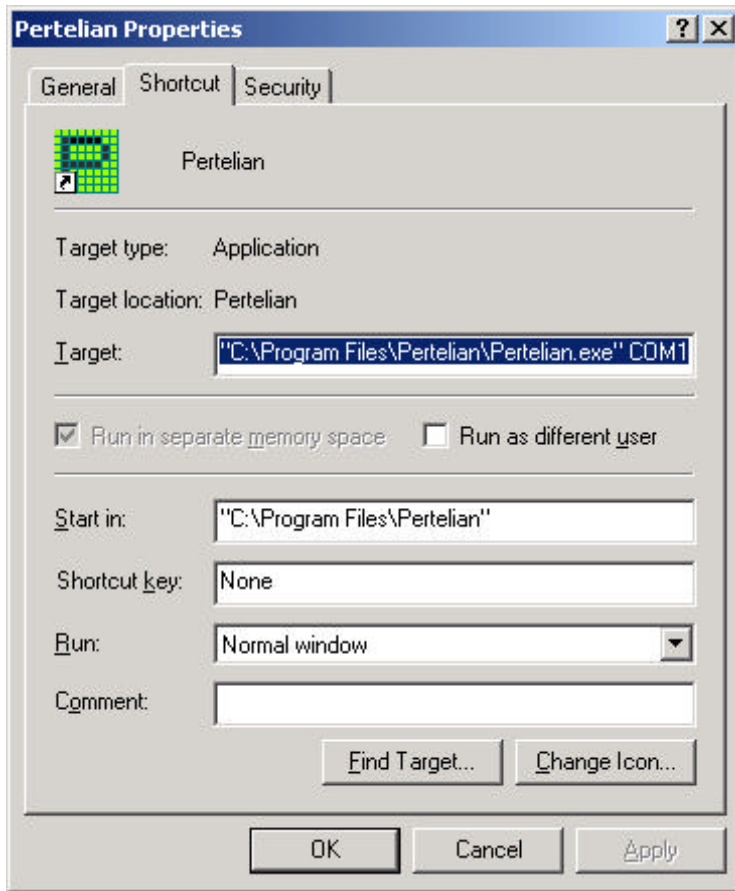 Pertelian Properties
General Shortcut Security
Pertelian
Target type: Application
Target location: Pertelian
Target: "C:\Program Files\Pertelian\Pertelian.exe" COM1
Run in separate memory space Run as different user
Start in: "C:\Program Files\Pertelian"
Shortcut key: None
Run: Normal window
Comment:
Find Target... Change Icon...
OK Cancel Apply